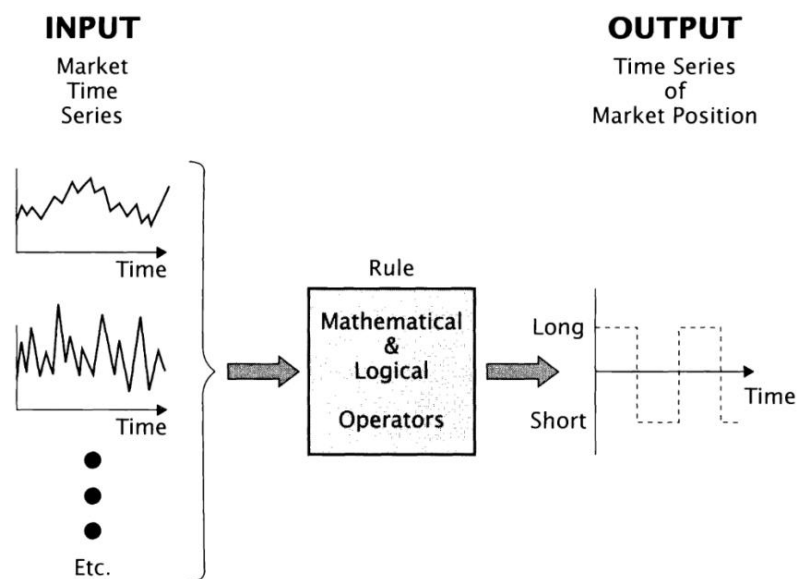 INPUT
Market
Time
Series
Time
Time
Etc.
Rule
Mathematical
&
Logical
Operators
OUTPUT
Time Series
of
Market Position
Long
Time
Short